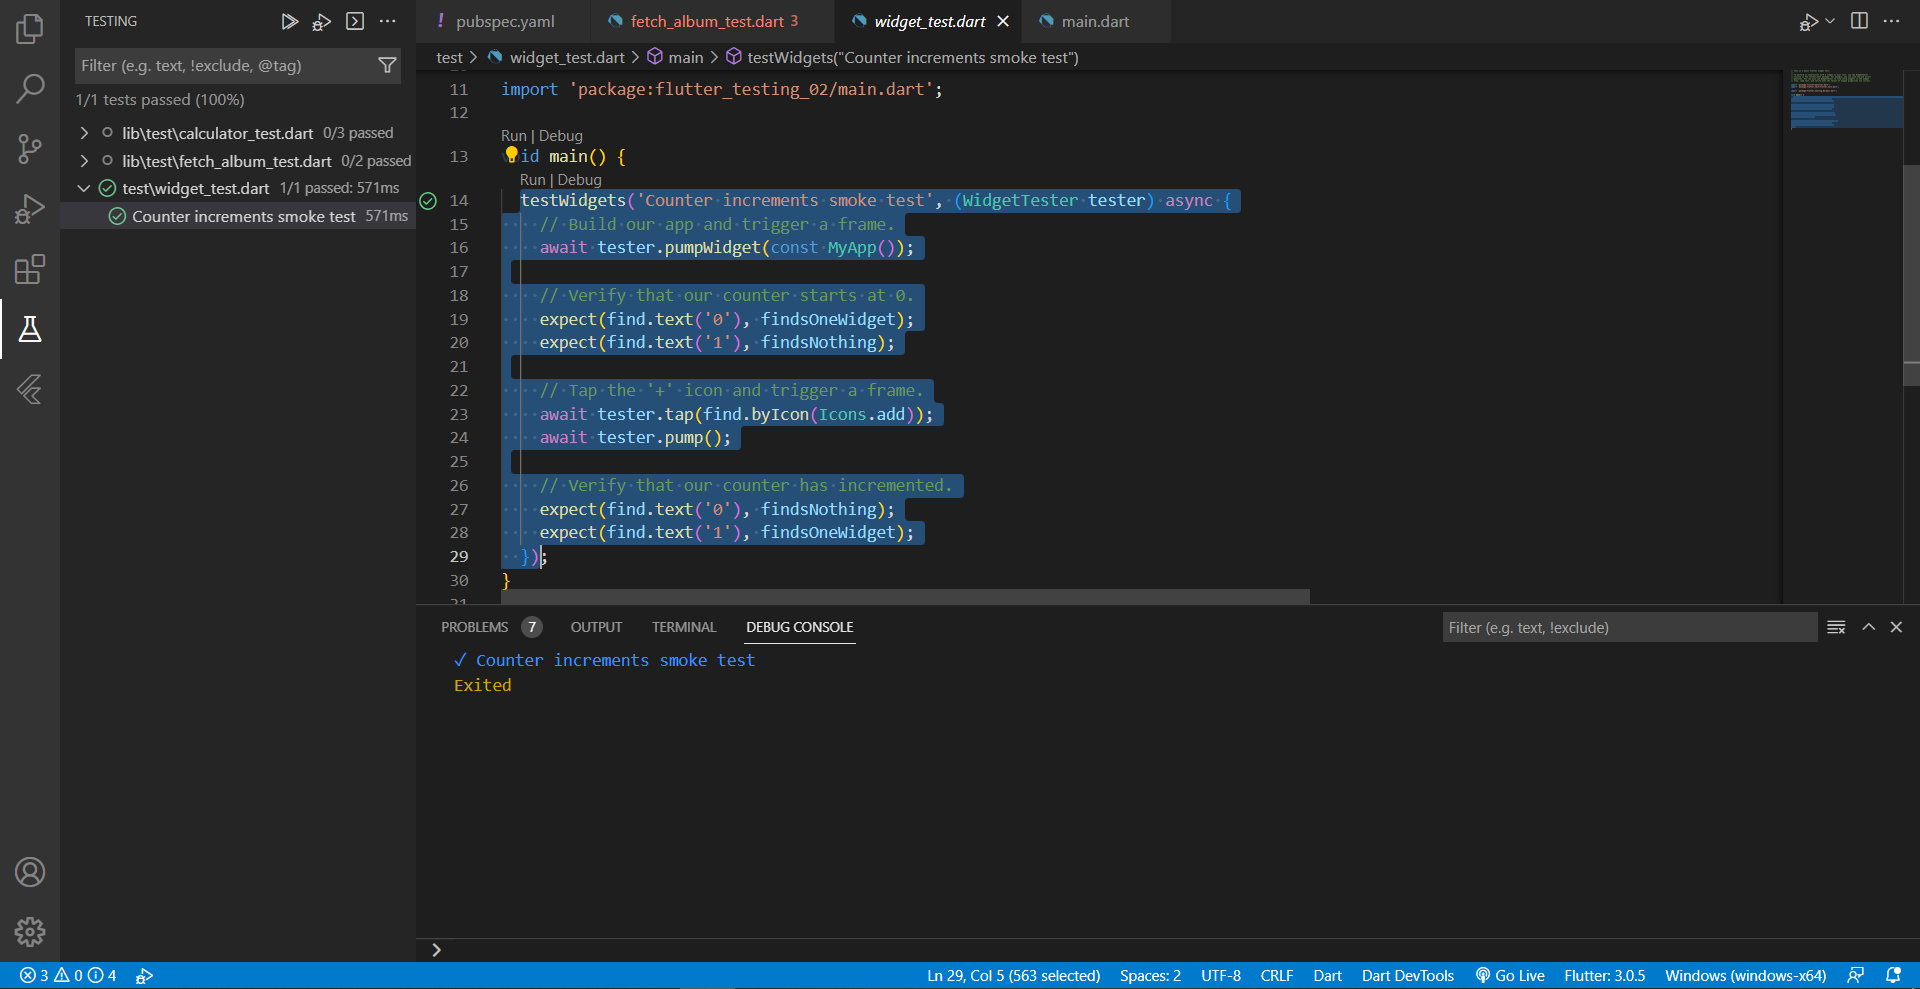 TESTING
Filter (e.g. text, !exclude, @tag)
1/1 tests passed (100%)
lib\test\calculator_test.dart 0/3 passed
lib\test\fetch_album_test.dart 0/2 passed
test\widget_test.dart 1/1 passed: 571ms
Counter increments smoke test 571ms
! pubspec.yaml fetch_album_test.dart 3 widget_test.dart main.dart
test > widget_test.dart > main > testWidgets("Counter increments smoke test")
11 import 'package:flutter_testing_02/main.dart';
12
Run | Debug
13 id main() {
Run | Debug
14 testWidgets('Counter increments smoke test', (WidgetTester tester) async {
15 // Build our app and trigger a frame.
16 await tester.pumpWidget(const MyApp());
17
18 // Verify that our counter starts at 0.
19 expect(find.text('0'), findsOneWidget);
20 expect(find.text('1'), findsNothing);
21
22 // Tap the '+' icon and trigger a frame.
23 await tester.tap(find.byIcon(Icons.add));
24 await tester.pump();
25
26 // Verify that our counter has incremented.
27 expect(find.text('0'), findsNothing);
28 expect(find.text('1'), findsOneWidget);
29 });
30 }
PROBLEMS 7 OUTPUT TERMINAL DEBUG CONSOLE
Filter (e.g. text, !exclude)
✓ Counter increments smoke test
Exited
3 0 4
Ln 29, Col 5 (563 selected) Spaces: 2 UTF-8 CRLF Dart Dart DevTools Go Live Flutter: 3.0.5 Windows (windows-x64)